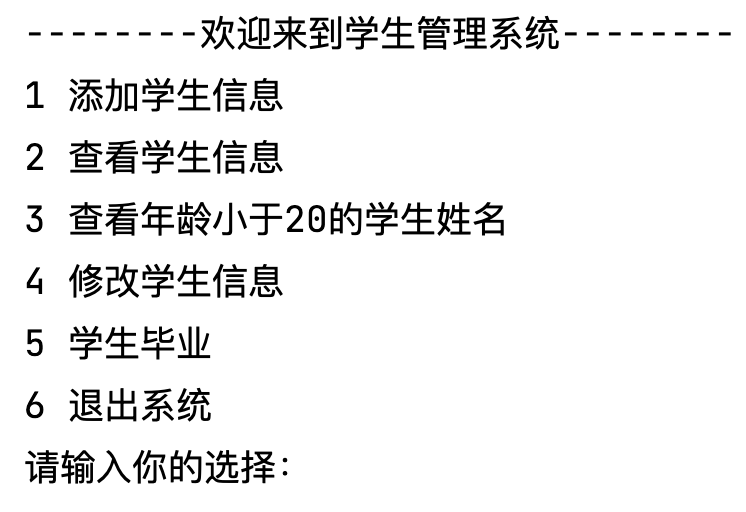 --------欢迎来到学生管理系统--------
1 添加学生信息
2 查看学生信息
3 查看年龄小于20的学生姓名
4 修改学生信息
5 学生毕业
6 退出系统
请输入你的选择：